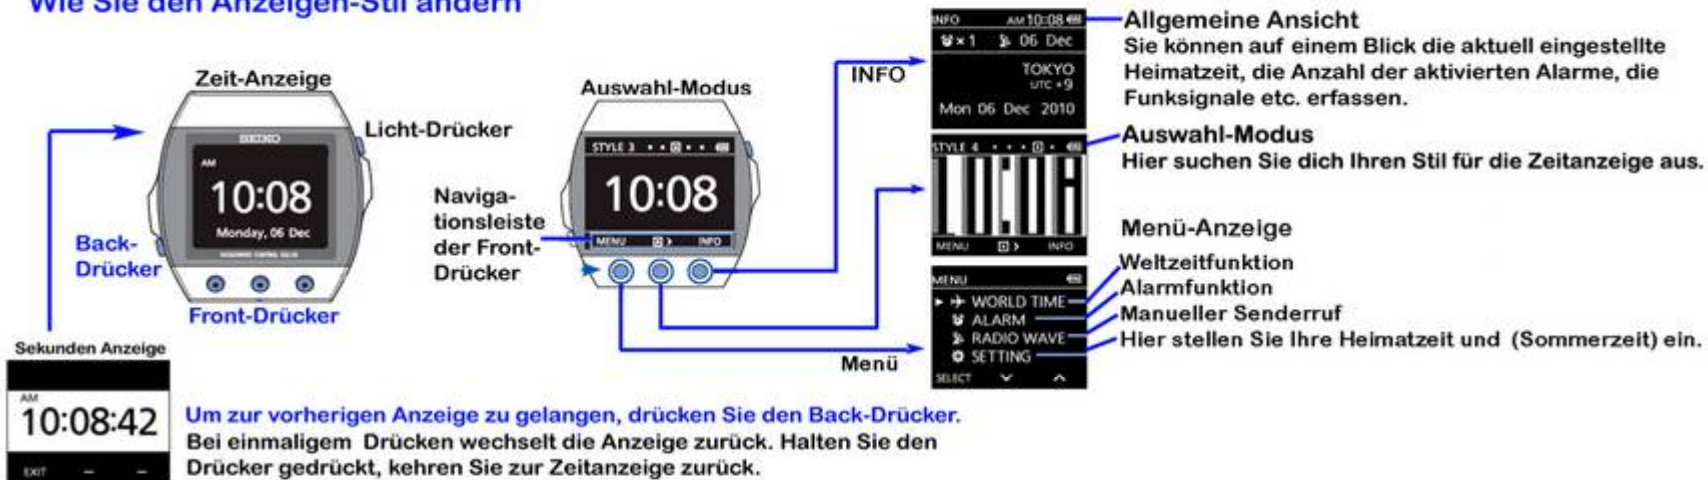 Wie Sie den Anzeigen-Stil ändern
Zeit-Anzeige
Licht-Drücker
SEIKO
AM
10:08
Monday, 06 Dec
Back-
Drücker
Front-Drücker
Sekunden Anzeige
AM
10:08:42
EXIT – –
Auswahl-Modus
STYLE 3
10:08
MENU INFO
Naviga-
tionsleiste
der Front-
Drücker
INFO
Menü
INFO AM 10:08
× 1 06 Dec
TOKYO
UTC +9
Mon 06 Dec 2010
Allgemeine Ansicht
Sie können auf einem Blick die aktuell eingestellte
Heimatzeit, die Anzahl der aktivierten Alarme, die
Funksignale etc. erfassen.
STYLE 4
MENU INFO
Auswahl-Modus
Hier suchen Sie dich Ihren Stil für die Zeitanzeige aus.
Menü-Anzeige
MENU
WORLD TIME
ALARM
RADIO WAVE
SETTING
SELECT
Weltzeitfunktion
Alarmfunktion
Manueller Senderruf
Hier stellen Sie Ihre Heimatzeit und (Sommerzeit) ein.
Um zur vorherigen Anzeige zu gelangen, drücken Sie den Back-Drücker.
Bei einmaligem Drücken wechselt die Anzeige zurück. Halten Sie den
Drücker gedrückt, kehren Sie zur Zeitanzeige zurück.